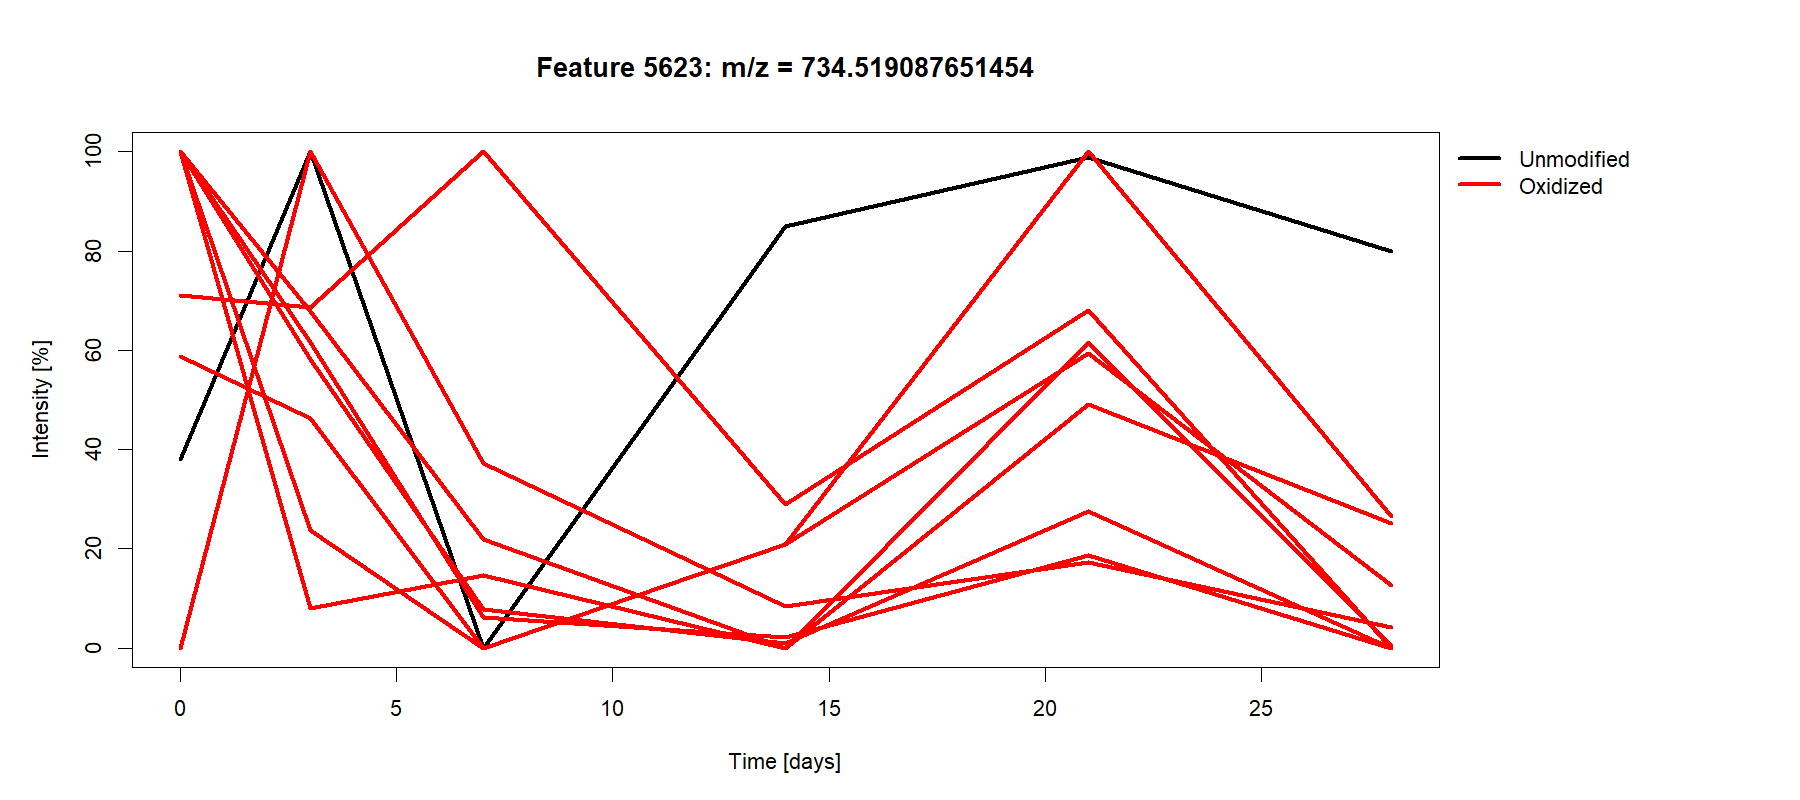 Feature 5623: m/z = 734.519087651454
Unmodified
Oxidized
Intensity [%]
100
80
60
40
20
0
0 5 10 15 20 25
Time [days]